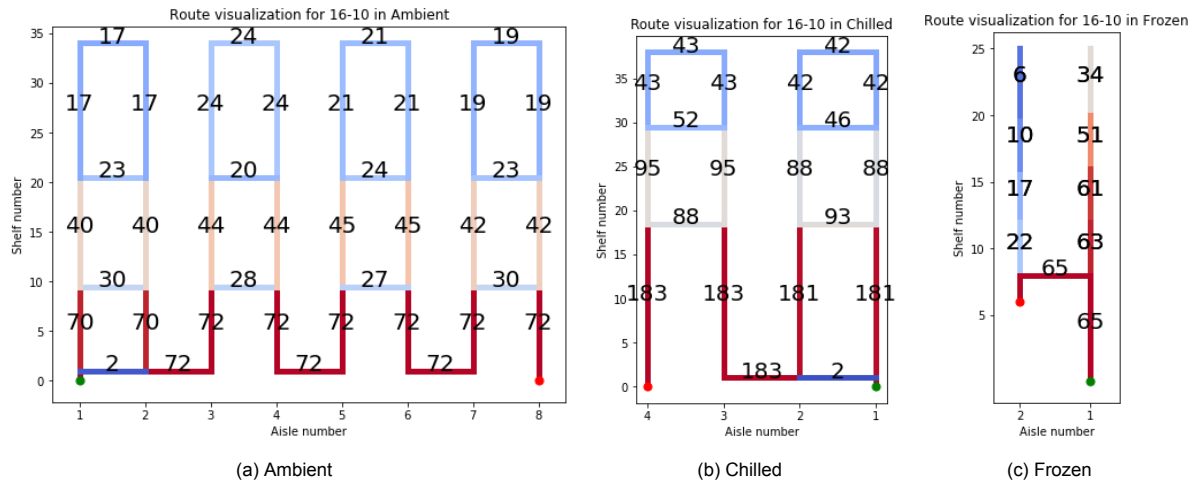 Route visualization for 16-10 in Ambient
Shelf number
35
30
25
20
15
10
5
0
17 24 21 19
17 17 24 24 21 21 19 19
23 20 24 23
40 40 44 44 45 45 42 42
30 28 27 30
70 70 72 72 72 72 72 72
2 72 72 72
1 2 3 4 5 6 7 8
Aisle number
(a) Ambient
Route visualization for 16-10 in Chilled
Shelf number
35
30
25
20
15
10
5
0
43 42
43 43 42 42
52 46
95 95 88 88
88 93
183 183 181 181
183 2
4 3 2 1
Aisle number
(b) Chilled
Route visualization for 16-10 in Frozen
Shelf number
25
20
15
10
5
6 34
10 51
17 61
22 63
65
65
2 1
Aisle number
(c) Frozen